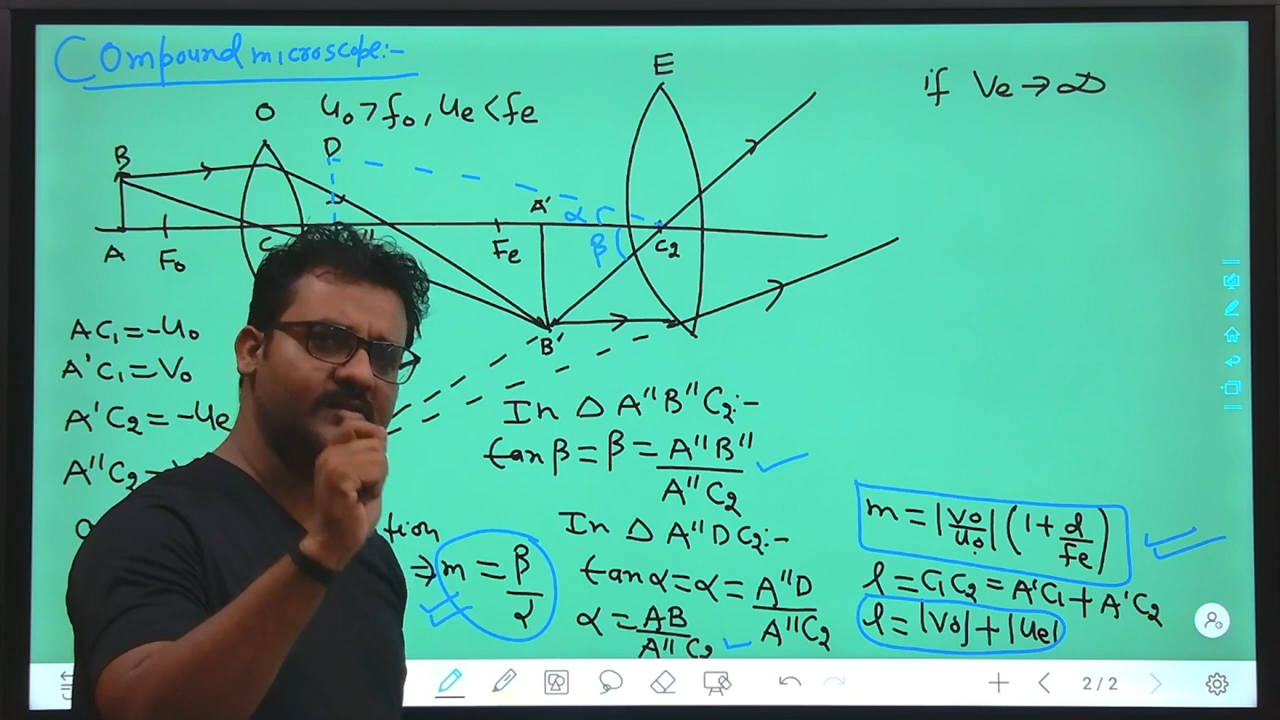 Compound microscope:-
O u₀ > f₀, ue < fe
E
if Ve → ∞
B
D
A'
α
A
F₀
C
"
Fe
β
C₂
B'
AC₁ = -u₀
A'C₁ = V₀
A'C₂ = -ue
A"C₂
In Δ A"B"C₂:-
tan β = β = A"B" / A"C₂
In Δ A"DC₂:-
tan α = α = A"D / A"C₂
α = AB / A"C₂
tion
⇒ m = β / α
m = |V₀/u₀| (1 + d/fe)
l = C₁C₂ = A'C₁ + A'C₂
l = |V₀| + |ue|
2/2